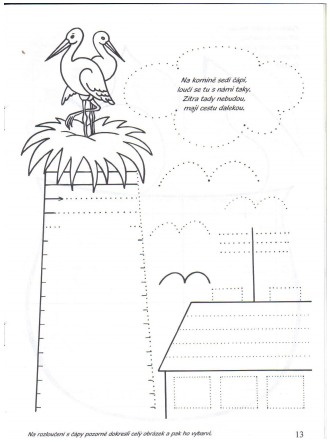 Na komíně sedí čápi,
loučí se tu s námi taky.
Zítra tady nebudou,
mají cestu dalekou.
Na rozloučení s čápy pozorně dokresli celý obrázek a pak ho vybarvi.
13